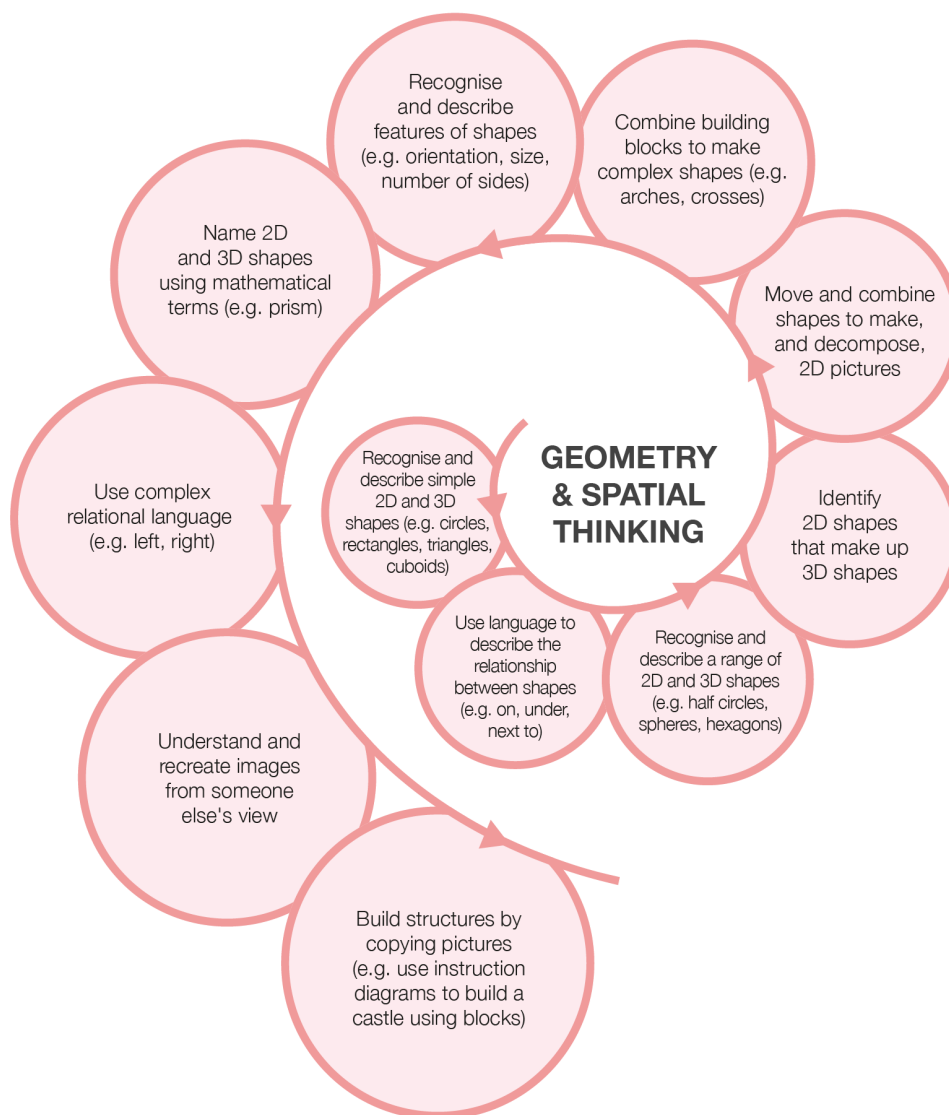 GEOMETRY
& SPATIAL
THINKING
Recognise and
describe simple
2D and 3D
shapes (e.g. circles,
rectangles, triangles,
cuboids)
Use language to
describe the
relationship
between shapes
(e.g. on, under,
next to)
Recognise and
describe a range of
2D and 3D shapes
(e.g. half circles,
spheres, hexagons)
Identify
2D shapes
that make up
3D shapes
Move and combine
shapes to make,
and decompose,
2D pictures
Combine building
blocks to make
complex shapes (e.g.
arches, crosses)
Recognise
and describe
features of shapes
(e.g. orientation, size,
number of sides)
Name 2D
and 3D shapes
using mathematical
terms (e.g. prism)
Use complex
relational language
(e.g. left, right)
Understand and
recreate images
from someone
else's view
Build structures by
copying pictures
(e.g. use instruction
diagrams to build a
castle using blocks)